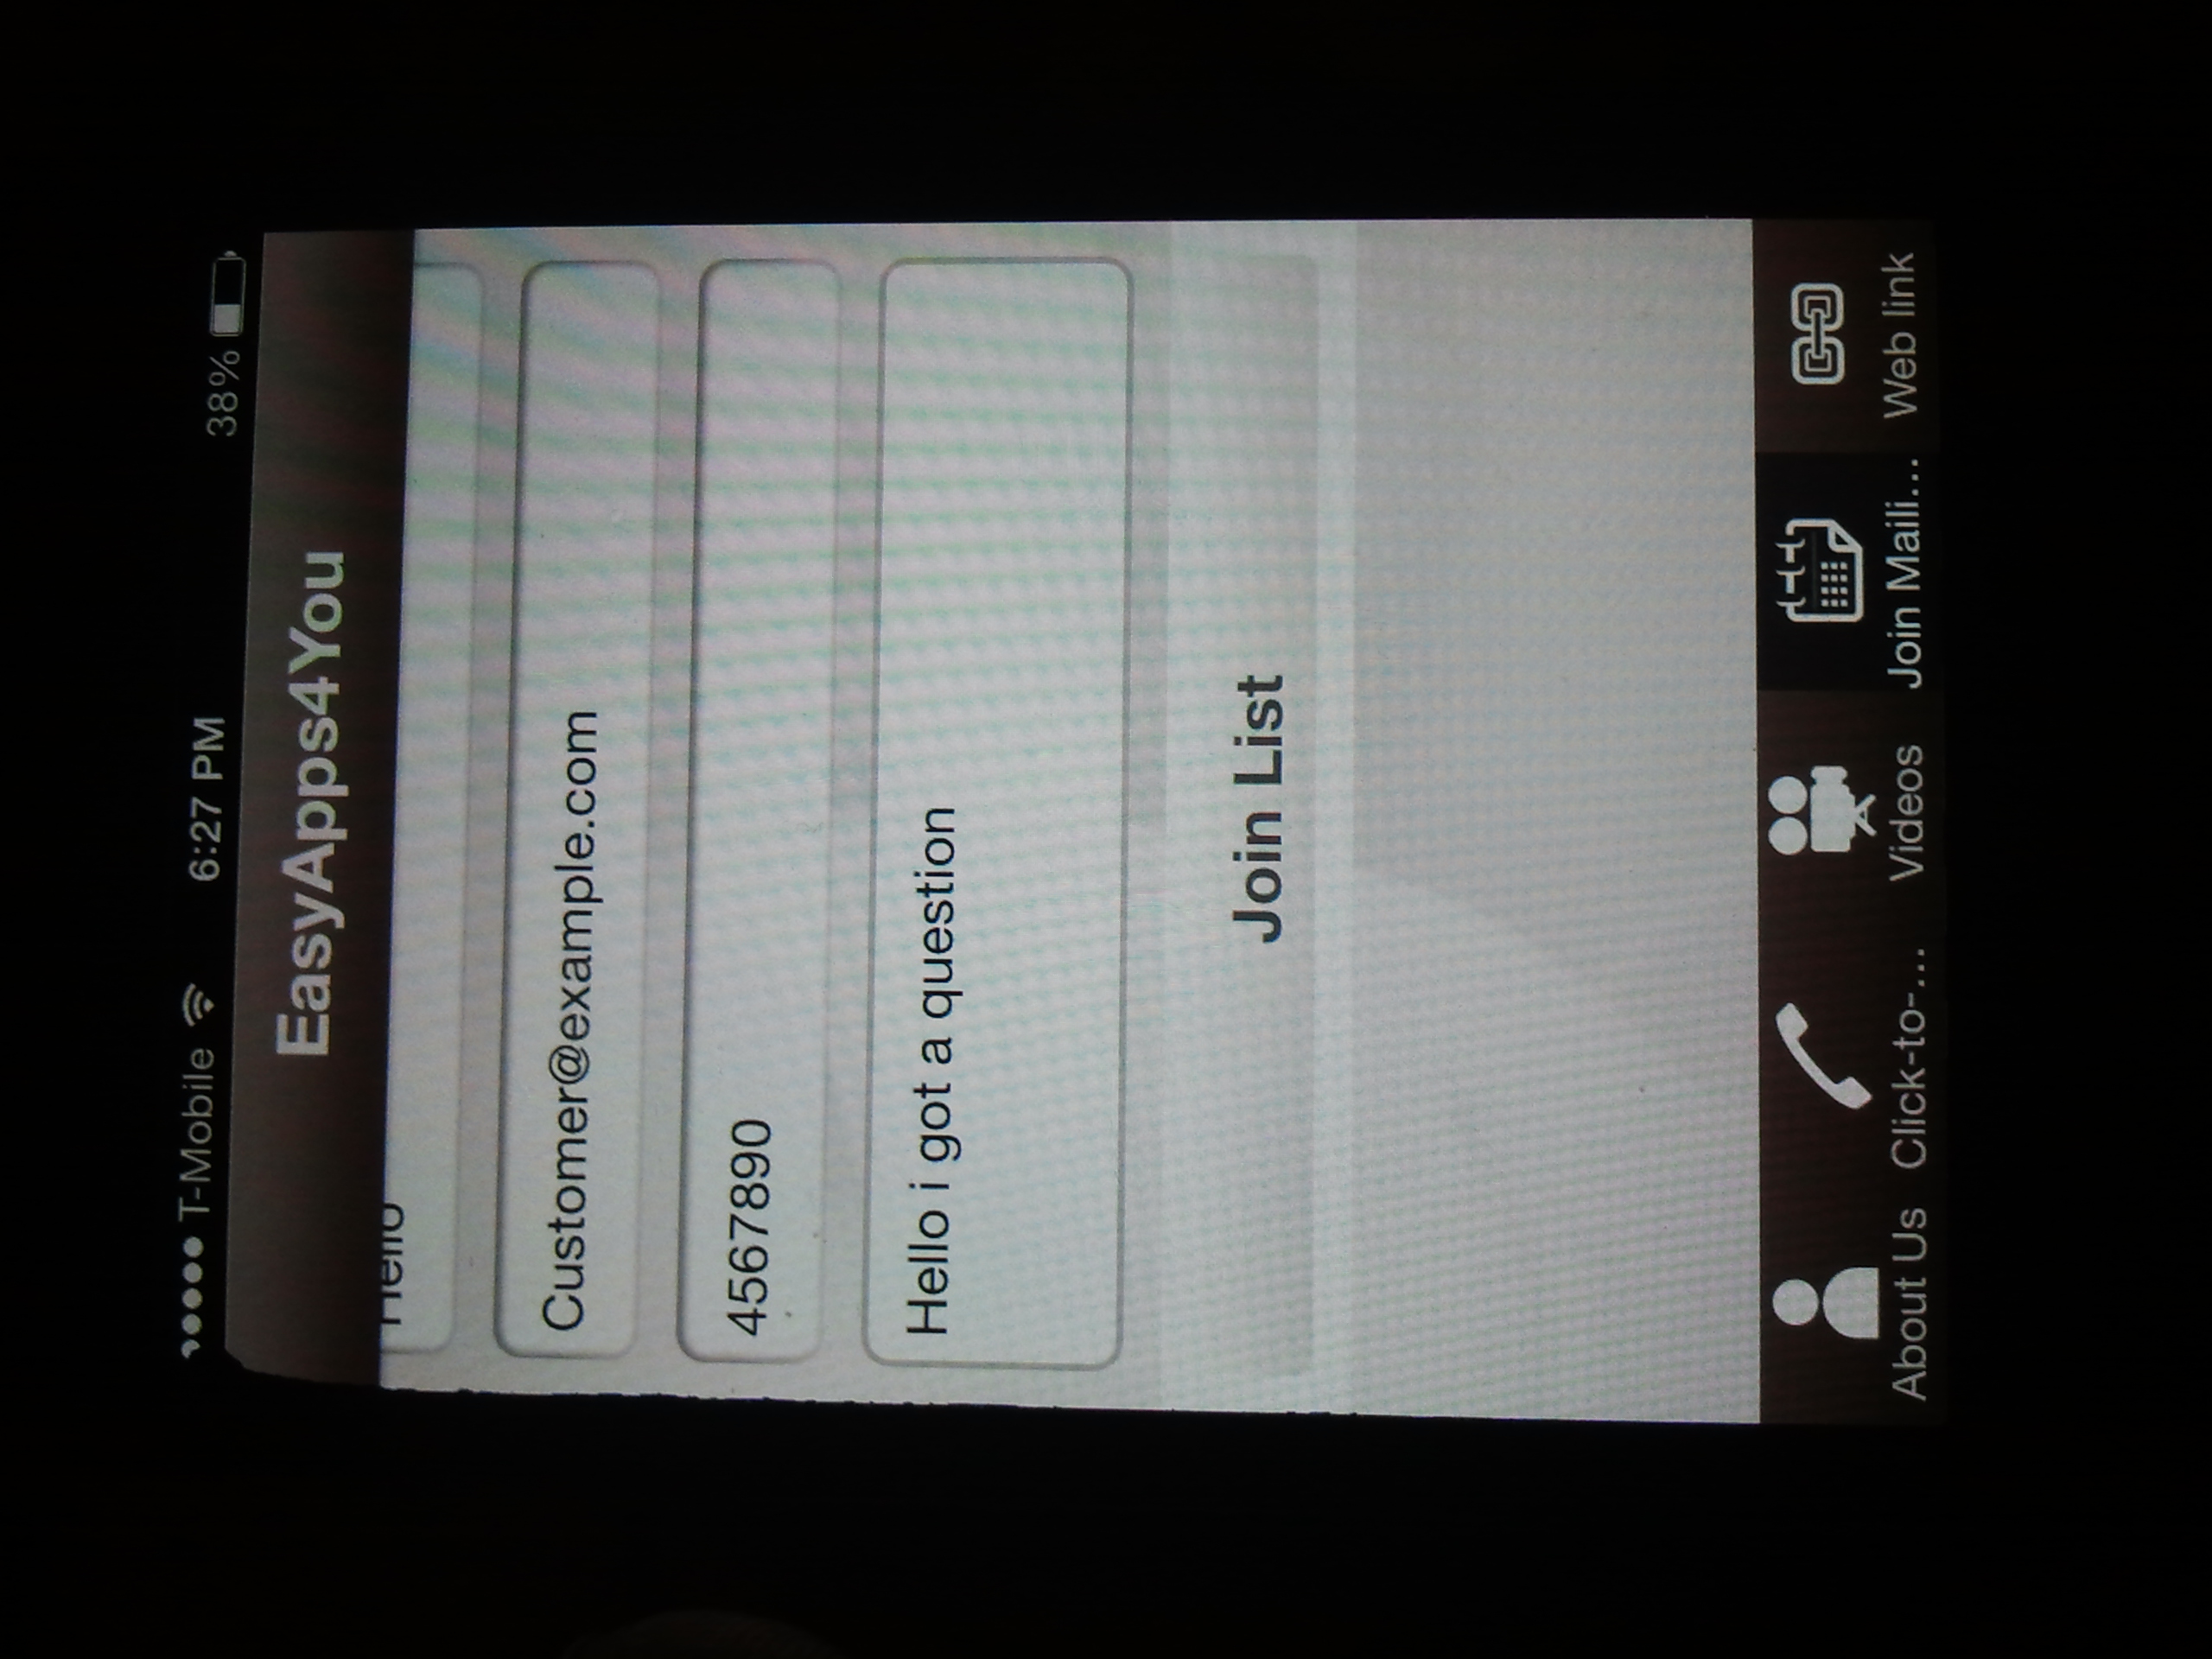 T-Mobile 6:27 PM 38%
EasyApps4You
Hello
Customer@example.com
4567890
Hello i got a question
Join List
About Us Click-to-... Videos Join Maili... Web link